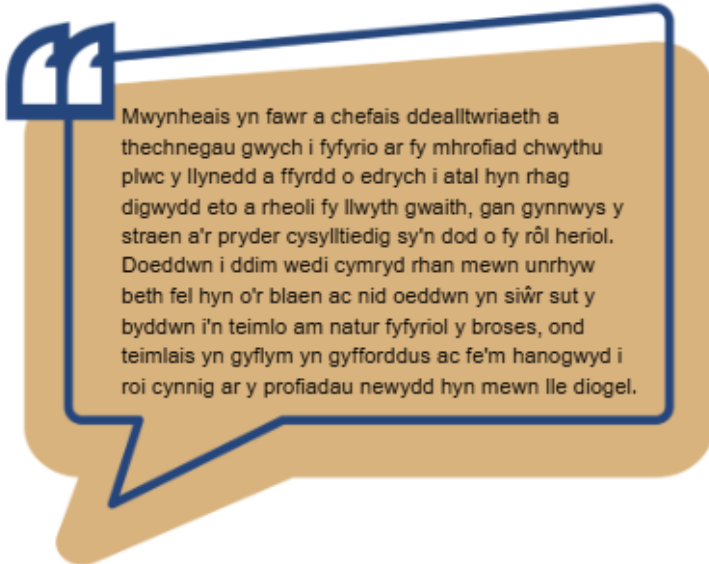 Mwynheais yn fawr a chefais ddealltwriaeth a
thechnegau gwych i fyfyrio ar fy mhrofiad chwythu
plwc y llynedd a ffyrdd o edrych i atal hyn rhag
digwydd eto a rheoli fy llwyth gwaith, gan gynnwys y
straen a'r pryder cysylltiedig sy'n dod o fy rôl heriol.
Doeddwn i ddim wedi cymryd rhan mewn unrhyw
beth fel hyn o'r blaen ac nid oeddwn yn siŵr sut y
byddwn i'n teimlo am natur fyfyriol y broses, ond
teimlais yn gyflym yn gyfforddus ac fe'm hanogwyd i
roi cynnig ar y profiadau newydd hyn mewn lle diogel.